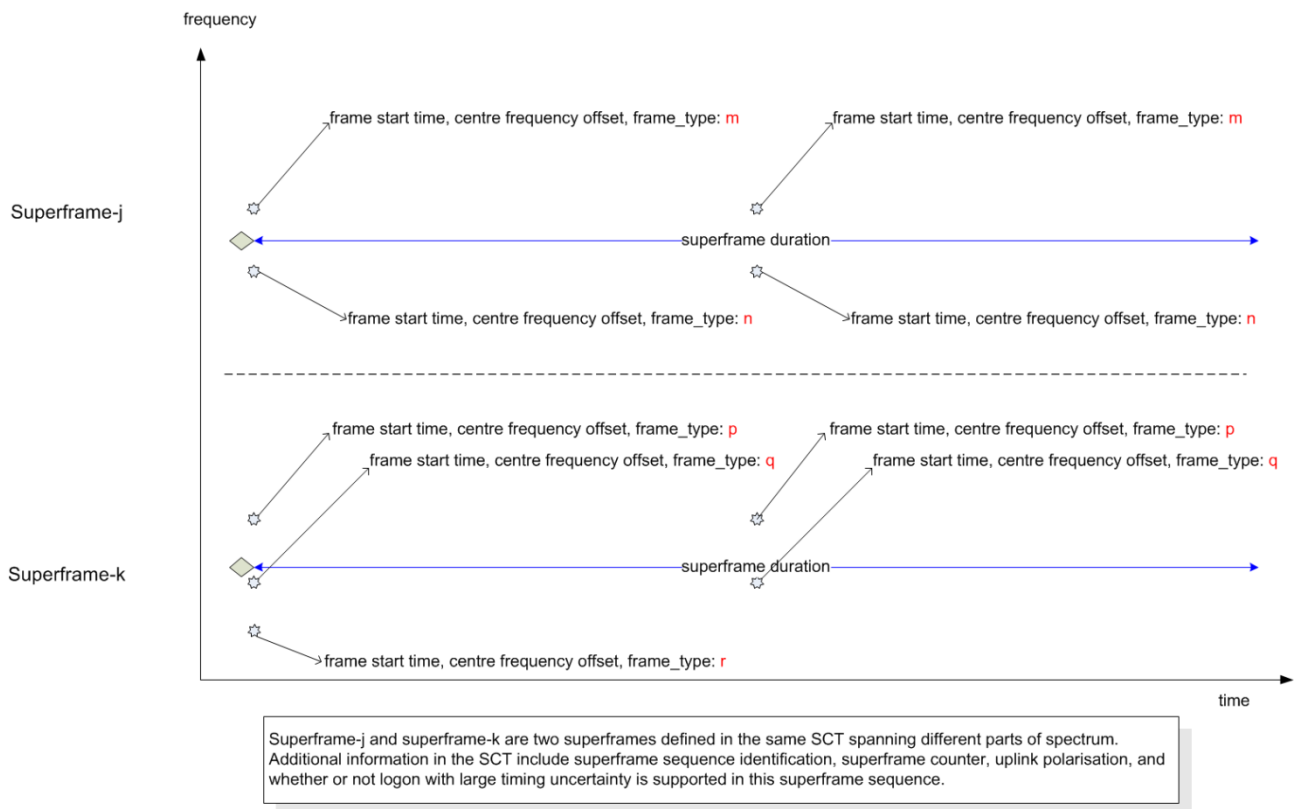 frequency
frame start time, centre frequency offset, frame_type: m
frame start time, centre frequency offset, frame_type: m
Superframe-j
superframe duration
frame start time, centre frequency offset, frame_type: n
frame start time, centre frequency offset, frame_type: n
frame start time, centre frequency offset, frame_type: p
frame start time, centre frequency offset, frame_type: p
frame start time, centre frequency offset, frame_type: q
frame start time, centre frequency offset, frame_type: q
Superframe-k
superframe duration
frame start time, centre frequency offset, frame_type: r
time
Superframe-j and superframe-k are two superframes defined in the same SCT spanning different parts of spectrum.
Additional information in the SCT include superframe sequence identification, superframe counter, uplink polarisation, and
whether or not logon with large timing uncertainty is supported in this superframe sequence.